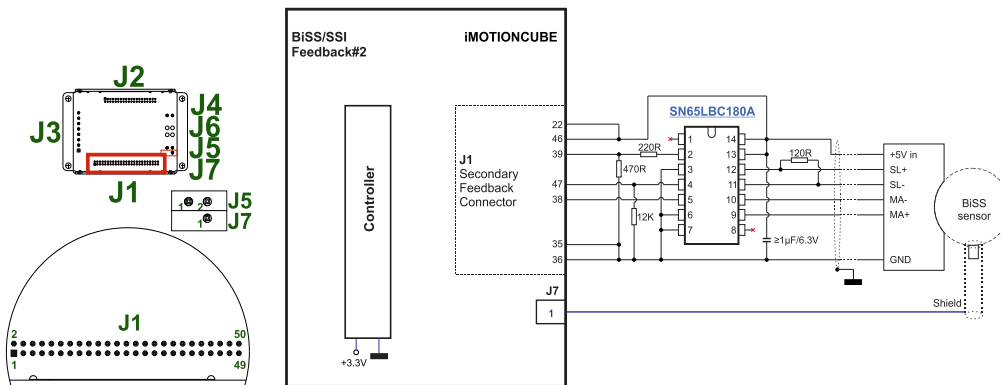 J2
J3
J4
J6
J5
J7
J1
1
2
J5
1
J7
J1
2
50
1
49
BiSS/SSI
Feedback#2
iMOTIONCUBE
Controller
+3.3V
J1
Secondary
Feedback
Connector
22
46
39
47
38
35
36
J7
1
220R
470R
12K
SN65LBC180A
1
2
3
4
5
6
7
14
13
12
11
10
9
8
≥1µF/6.3V
120R
+5V in
SL+
SL-
MA-
MA+
GND
BiSS
sensor
Shield